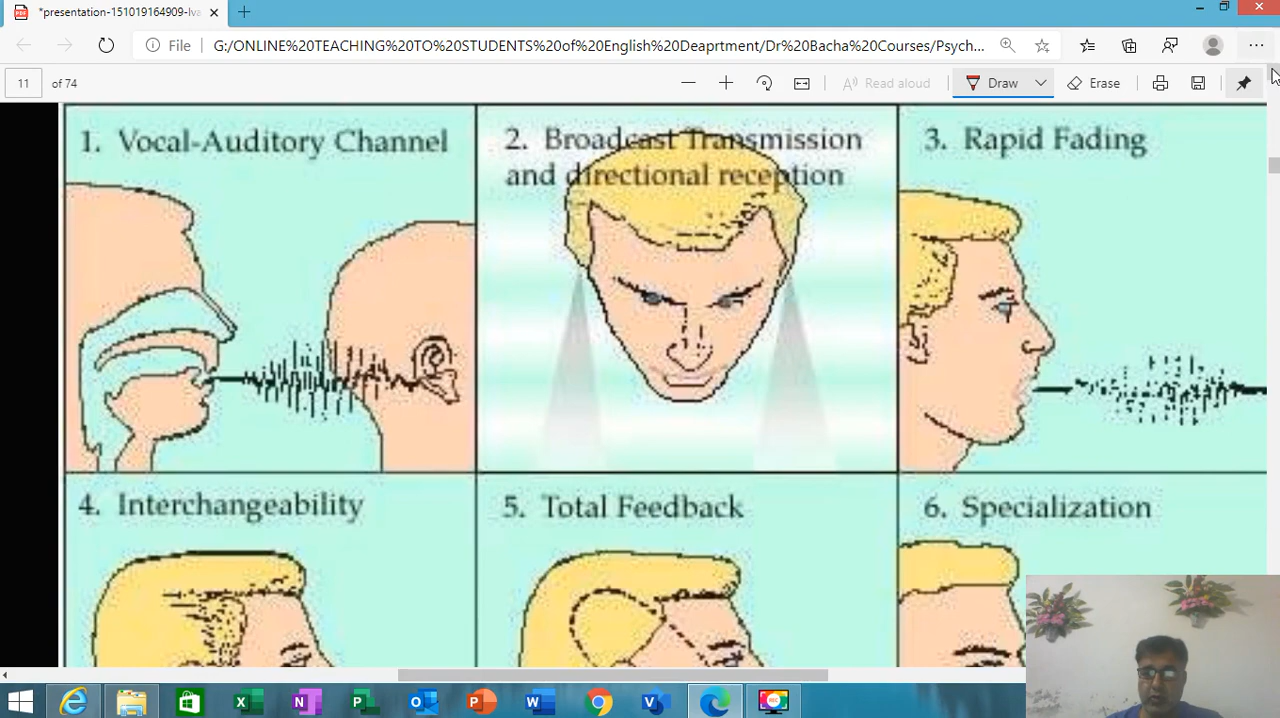 *presentation-151019164909-lva
File
G:/ONLINE%20TEACHING%20TO%20STUDENTS%20of%20English%20Deaprtment/Dr%20Bacha%20Courses/Psych...
11 of 74
Read aloud
Draw
Erase
1. Vocal-Auditory Channel
2. Broadcast Transmission
and directional reception
3. Rapid Fading
4. Interchangeability
5. Total Feedback
6. Specialization